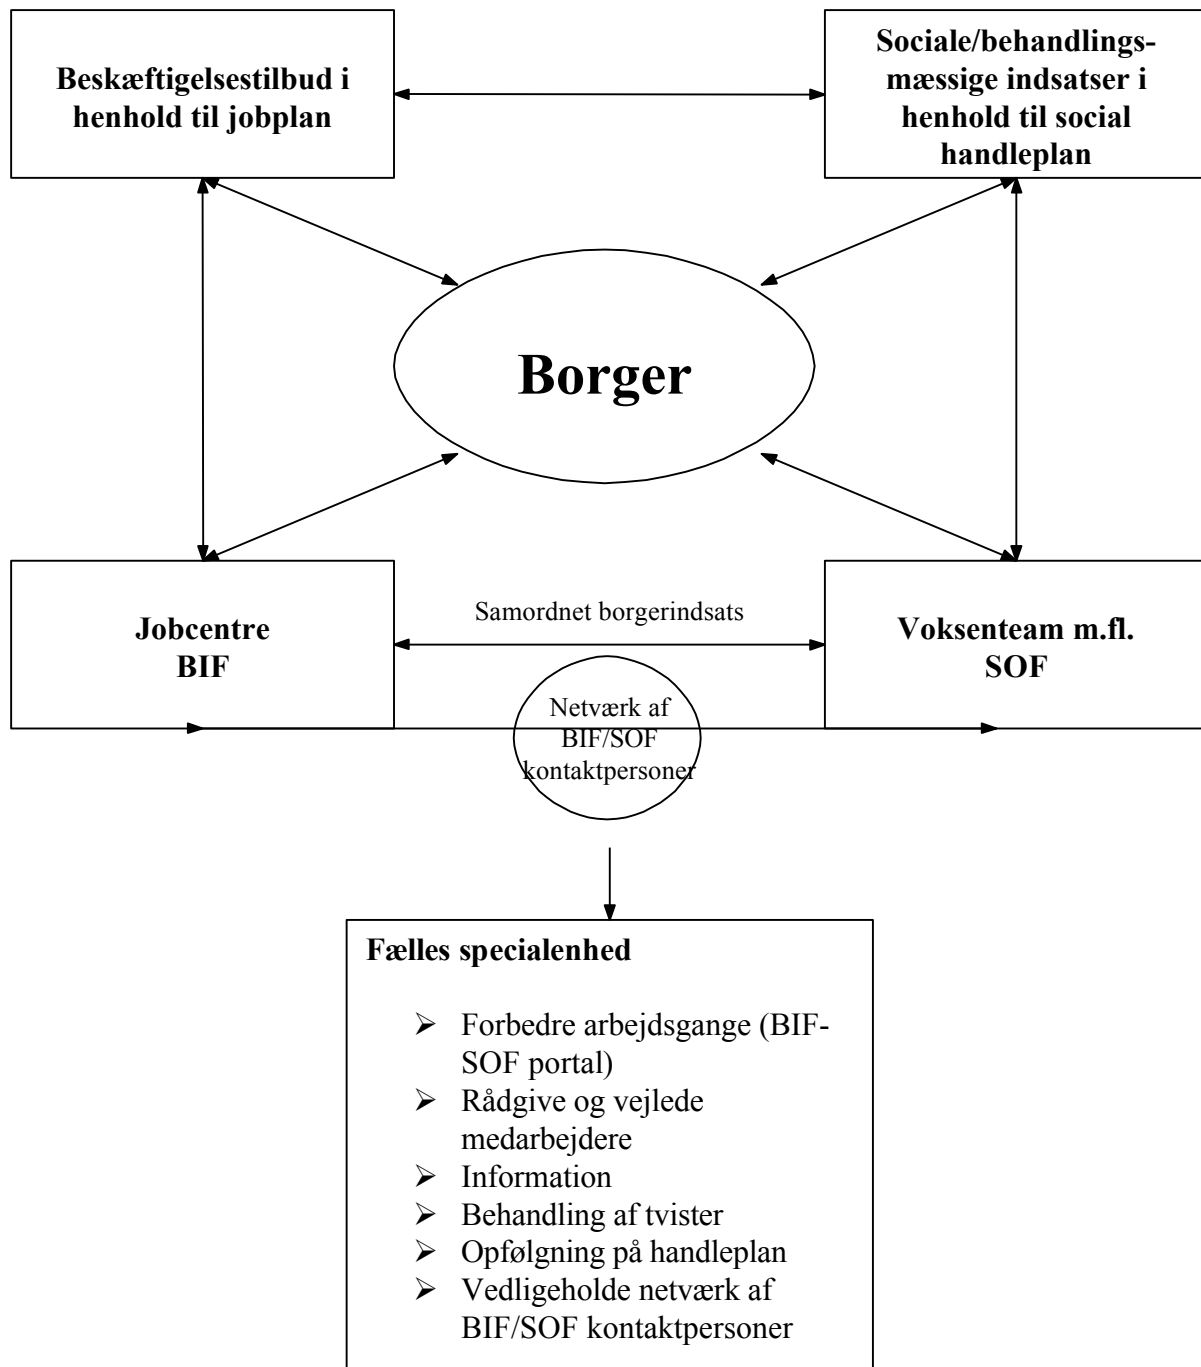 Beskæftigelsestilbud i
henhold til jobplan
Sociale/behandlings-
mæssige indsatser i
henhold til social
handleplan
Borger
Jobcentre
BIF
Samordnet borgerindsats
Voksenteam m.fl.
SOF
Netværk af
BIF/SOF
kontaktpersoner
Fælles specialenhed
➢ Forbedre arbejdsgange (BIF-
SOF portal)
➢ Rådgive og vejlede
medarbejdere
➢ Information
➢ Behandling af tvister
➢ Opfølgning på handleplan
➢ Vedligeholde netværk af
BIF/SOF kontaktpersoner